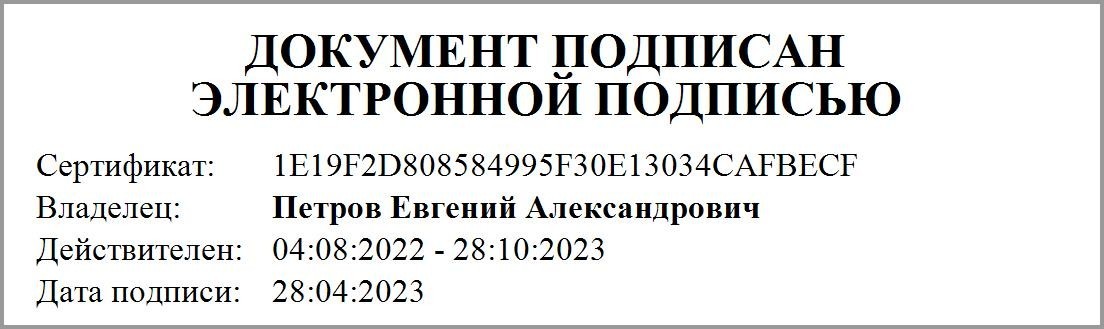 ДОКУМЕНТ ПОДПИСАН
ЭЛЕКТРОННОЙ ПОДПИСЬЮ
Сертификат: 1E19F2D808584995F30E13034CAFBECF
Владелец: Петров Евгений Александрович
Действителен: 04:08:2022 - 28:10:2023
Дата подписи: 28:04:2023